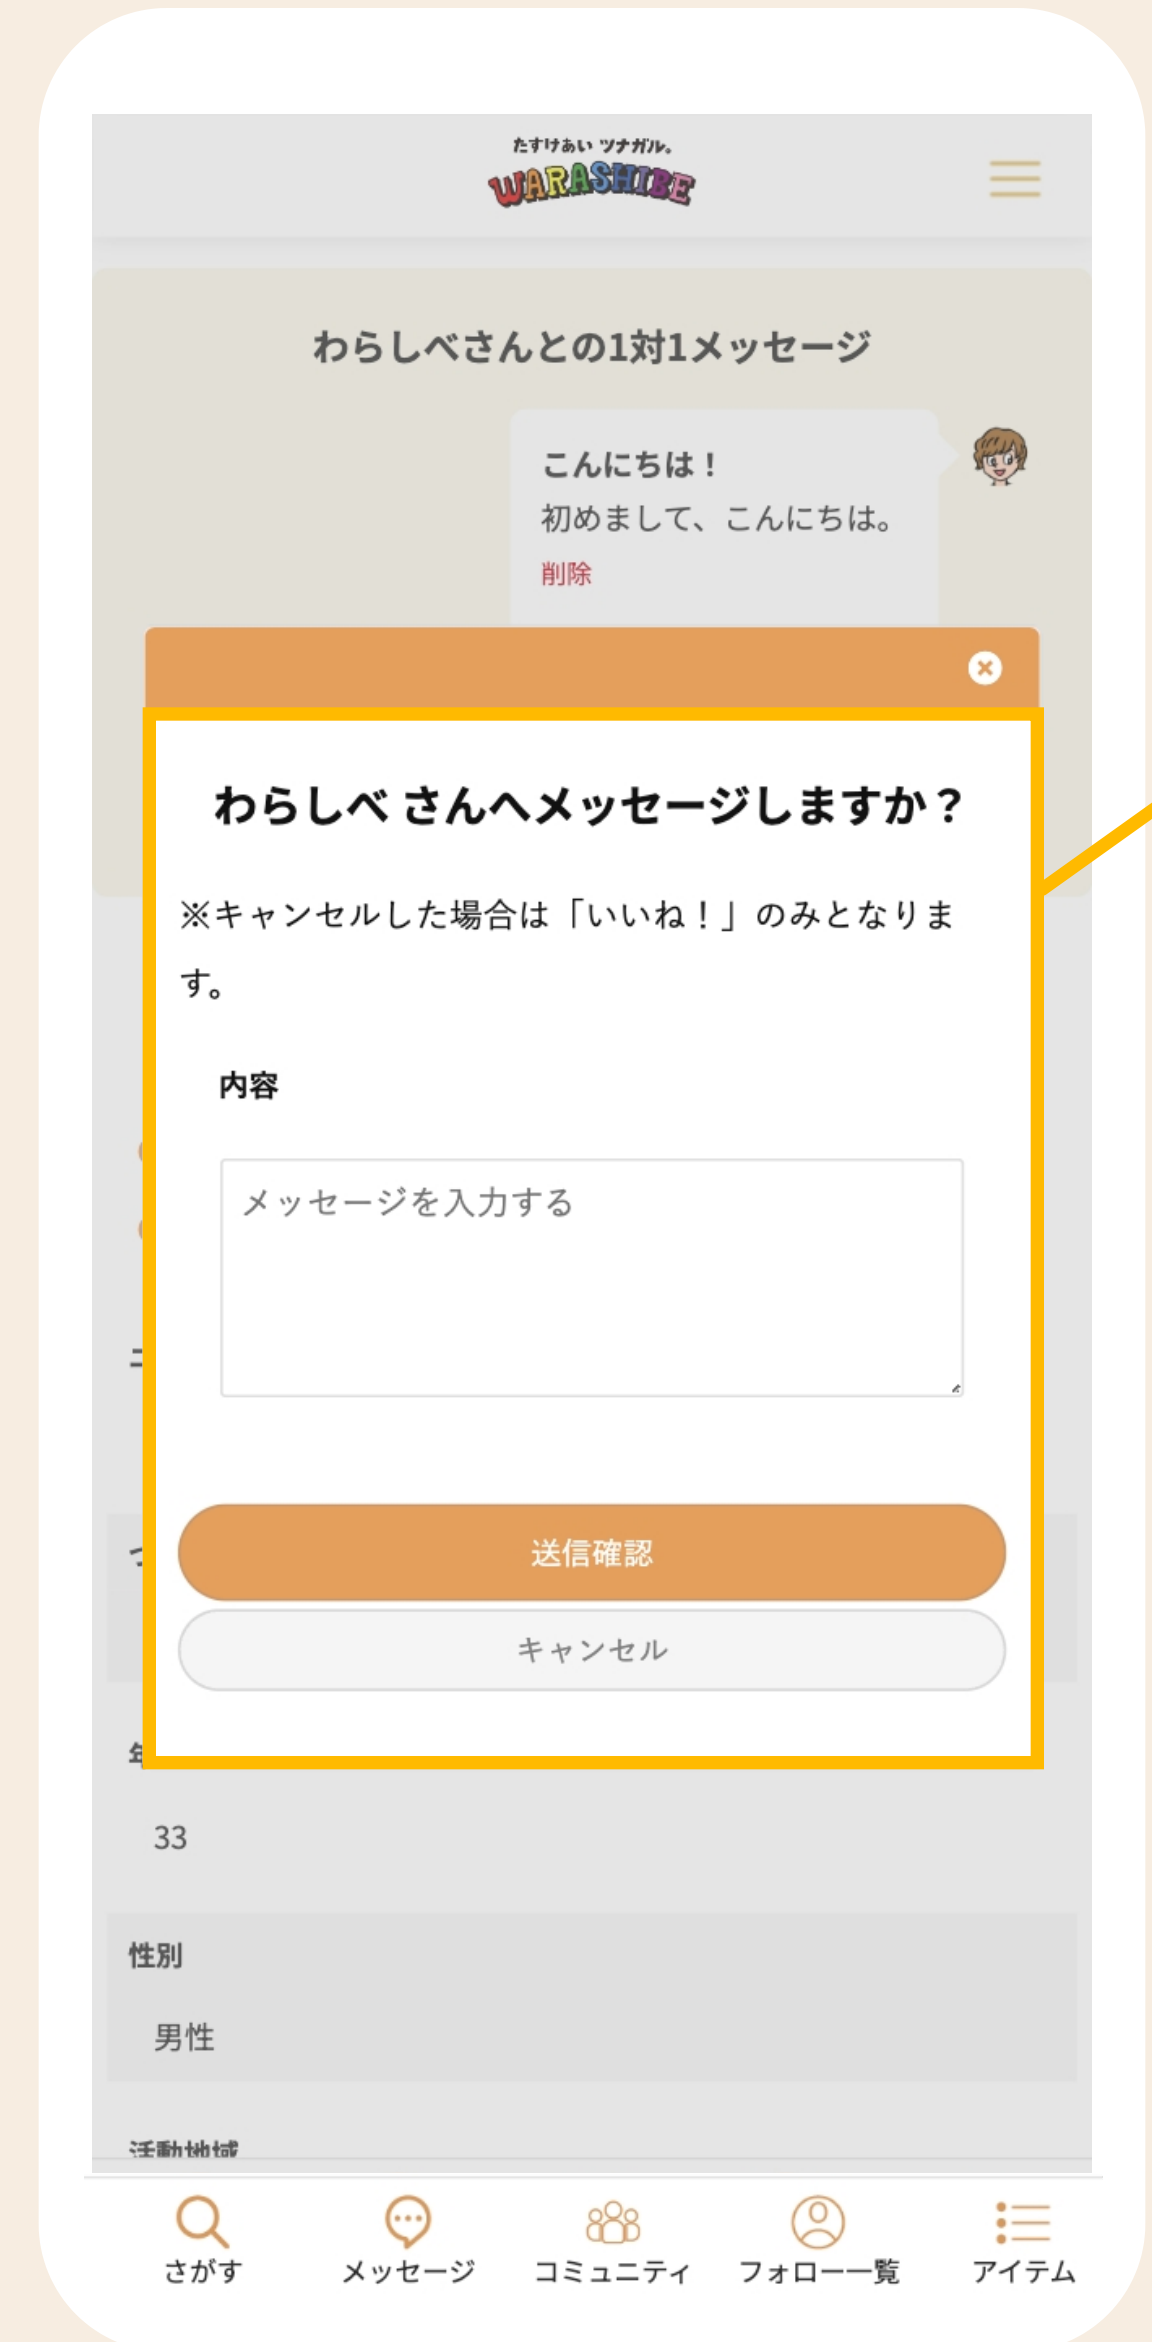 たすけあい ツナガル。
WARASHIBE
わらしべさんとの1対1メッセージ
こんにちは！
初めまして、こんにちは。
削除
わらしべ さんへメッセージしますか？
※キャンセルした場合は「いいね！」のみとなりま
す。
内容
メッセージを入力する
送信確認
キャンセル
33
性別
男性
活動地域
さがす
メッセージ
コミュニティ
フォロー一覧
アイテム